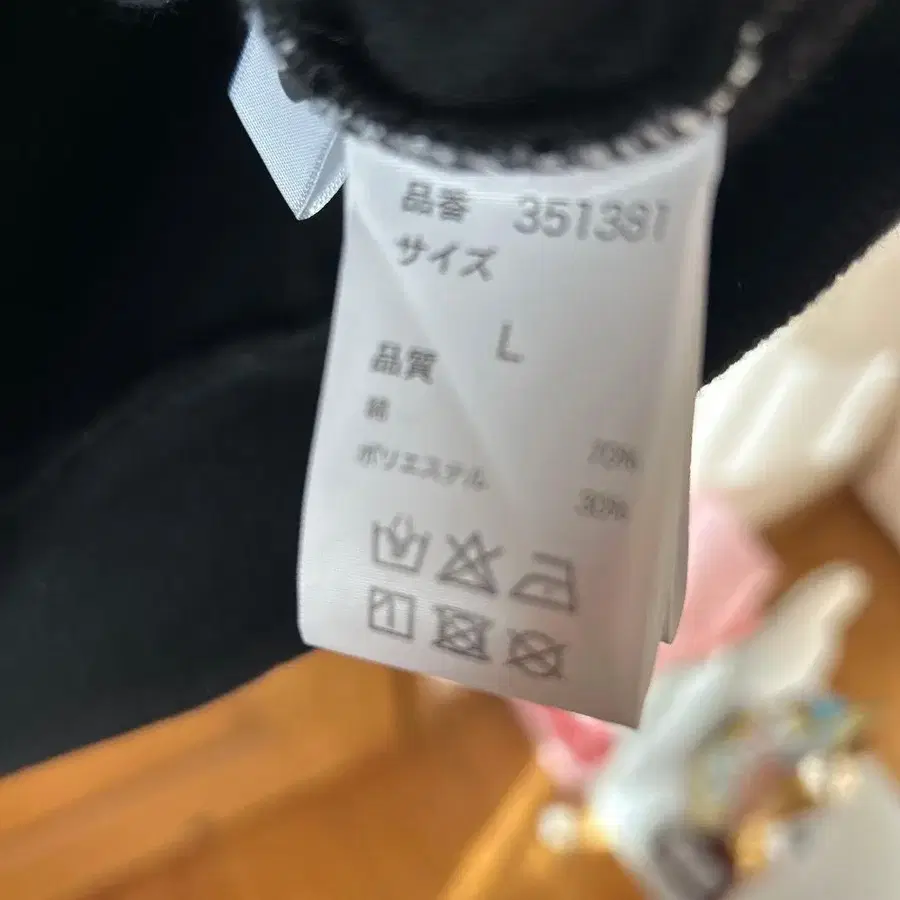 品番 351381
サイズ
L
品質
綿 70%
ポリエステル 30%